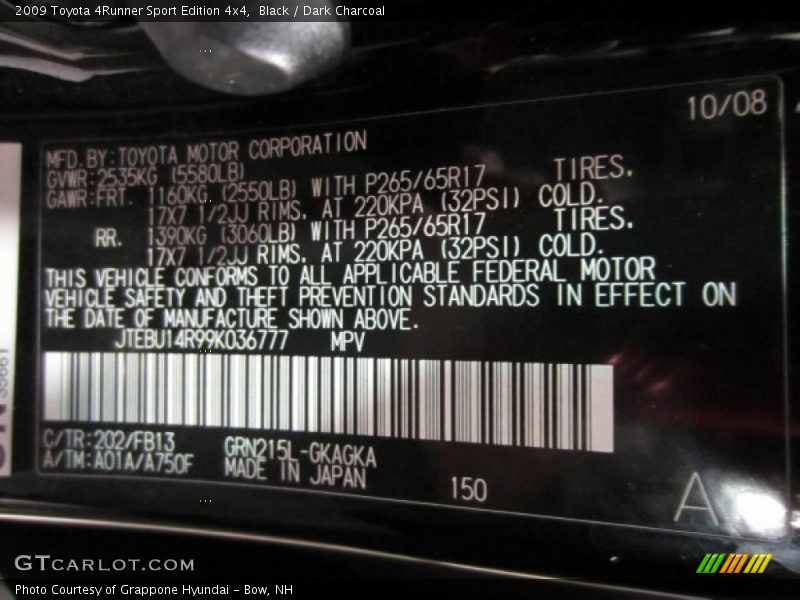 2009 Toyota 4Runner Sport Edition 4x4,  Black / Dark Charcoal
10/08
MFD.BY:TOYOTA MOTOR CORPORATION
GVWR:2535KG (5580LB)
GAWR:FRT. 1160KG (2550LB) WITH P265/65R17 TIRES.
17X7 1/2JJ RIMS, AT 220KPA (32PSI) COLD.
RR. 1390KG (3060LB) WITH P265/65R17 TIRES.
17X7 1/2JJ RIMS, AT 220KPA (32PSI) COLD.
THIS VEHICLE CONFORMS TO ALL APPLICABLE FEDERAL MOTOR
VEHICLE SAFETY AND THEFT PREVENTION STANDARDS IN EFFECT ON
THE DATE OF MANUFACTURE SHOWN ABOVE.
JTEBU14R99K036777 MPV
C/TR:202/FB13 GRN215L-GKAGKA
A/TM:A01A/A750F MADE IN JAPAN
150
A
GTCARLOT.COM
Photo Courtesy of Grappone Hyundai - Bow, NH